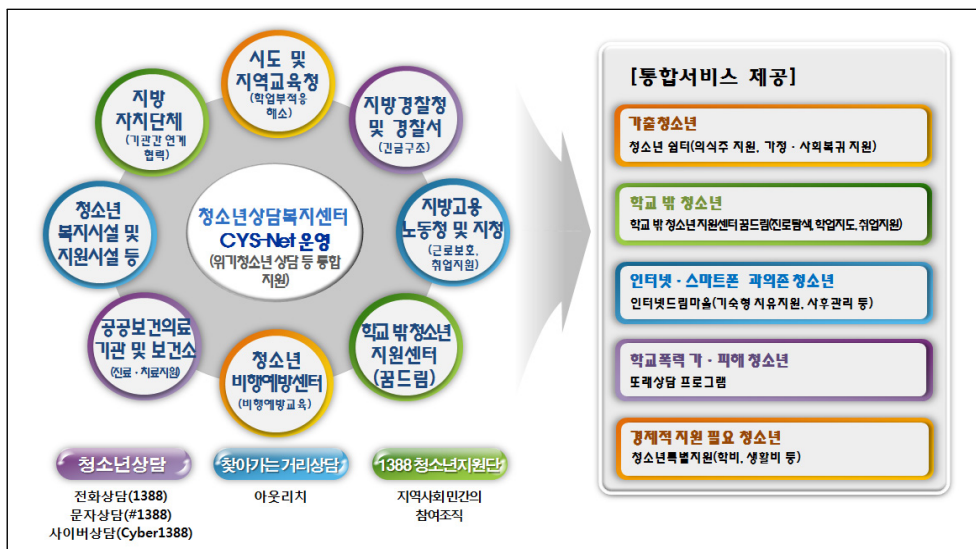 시도 및
지역교육청
(학업부적응
해소)
지방경찰청
및 경찰서
(긴급구조)
지방고용
노동청 및 지청
(근로보호,
취업지원)
학교 밖 청소년
지원센터
(꿈드림)
청소년
비행예방센터
(비행예방교육)
공공보건의료
기관 및 보건소
(진료·치료지원)
청소년
복지시설 및
지원시설 등
지방
자치단체
(기관간 연계
협력)
청소년상담복지센터
CYS-Net 운영
(위기청소년 상담 등 통합
지원)
청소년상담
전화상담(1388)
문자상담(#1388)
사이버상담(Cyber1388)
찾아가는 거리상담
아웃리치
1388 청소년지원단
지역사회 민간의
참여조직
[통합서비스 제공]
가출청소년
청소년 쉼터(의식주 지원, 가정·사회복귀 지원)
학교 밖 청소년
학교 밖 청소년 지원센터 꿈드림(진로탐색, 학업지도, 취업지원)
인터넷·스마트폰 과의존 청소년
인터넷드림마을(기숙형 치유지원, 사후관리 등)
학교폭력 가·피해 청소년
또래상담 프로그램
경제적 지원 필요 청소년
청소년특별지원(학비, 생활비 등)